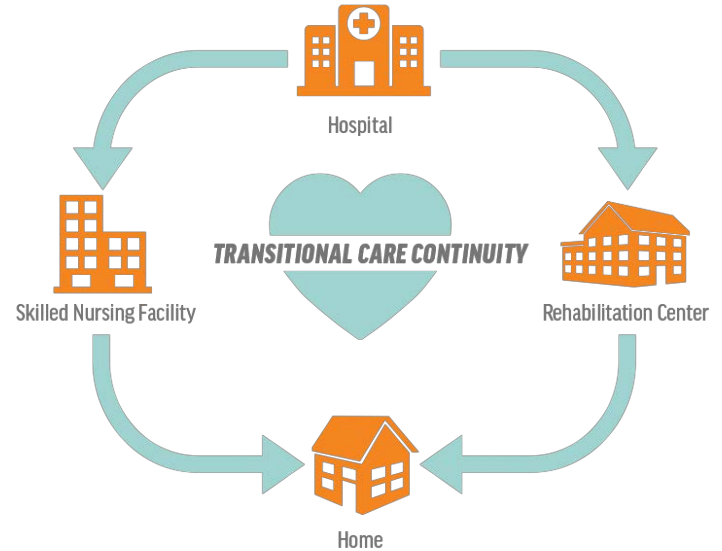 Hospital
TRANSITIONAL CARE CONTINUITY
Skilled Nursing Facility
Rehabilitation Center
Home